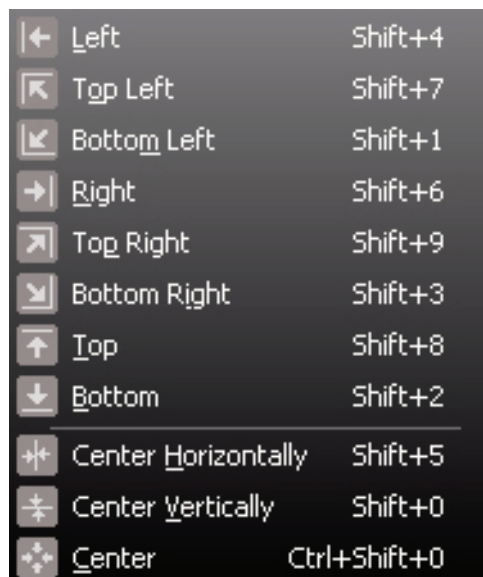 Left Shift+4
Top Left Shift+7
Bottom Left Shift+1
Right Shift+6
Top Right Shift+9
Bottom Right Shift+3
Top Shift+8
Bottom Shift+2
Center Horizontally Shift+5
Center Vertically Shift+0
Center Ctrl+Shift+0